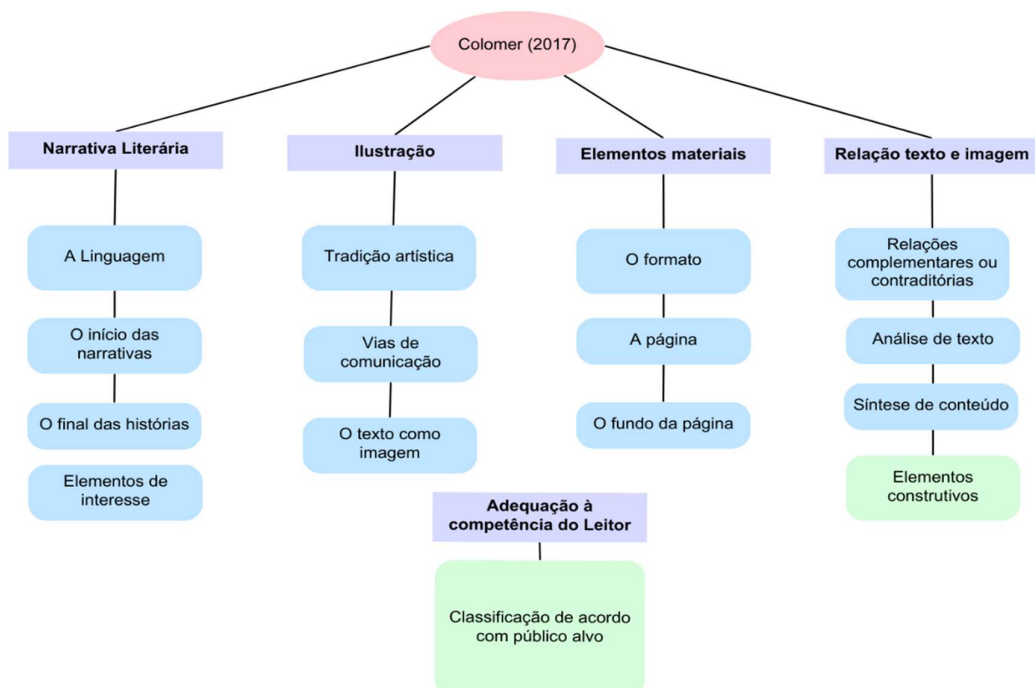 Colomer (2017)
Narrativa Literária
A Linguagem
O início das
narrativas
O final das histórias
Elementos de
interesse
Ilustração
Tradição artística
Vias de
comunicação
O texto como
imagem
Elementos materiais
O formato
A página
O fundo da página
Relação texto e imagem
Relações
complementares ou
contraditórias
Análise de texto
Síntese de conteúdo
Elementos
construtivos
Adequação à
competência do Leitor
Classificação de acordo
com público alvo